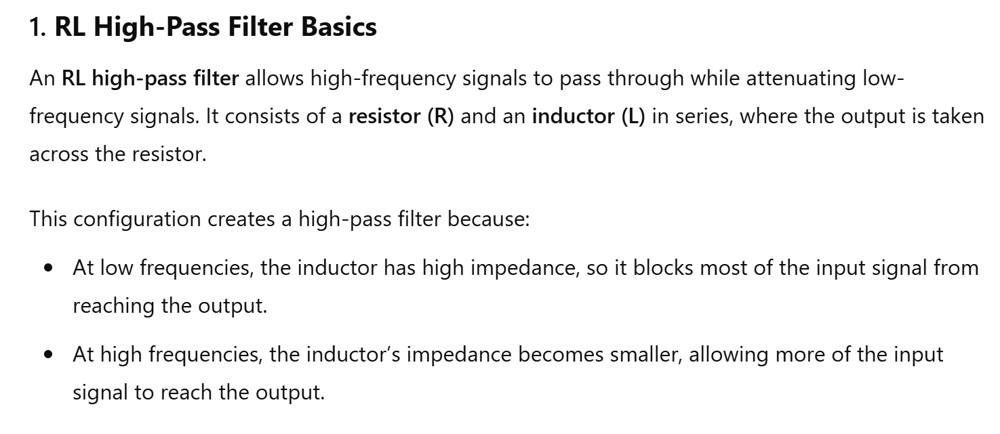 1. RL High-Pass Filter Basics
An RL high-pass filter allows high-frequency signals to pass through while attenuating low-
frequency signals. It consists of a resistor (R) and an inductor (L) in series, where the output is taken
across the resistor.
This configuration creates a high-pass filter because:
• At low frequencies, the inductor has high impedance, so it blocks most of the input signal from
reaching the output.
• At high frequencies, the inductor’s impedance becomes smaller, allowing more of the input
signal to reach the output.